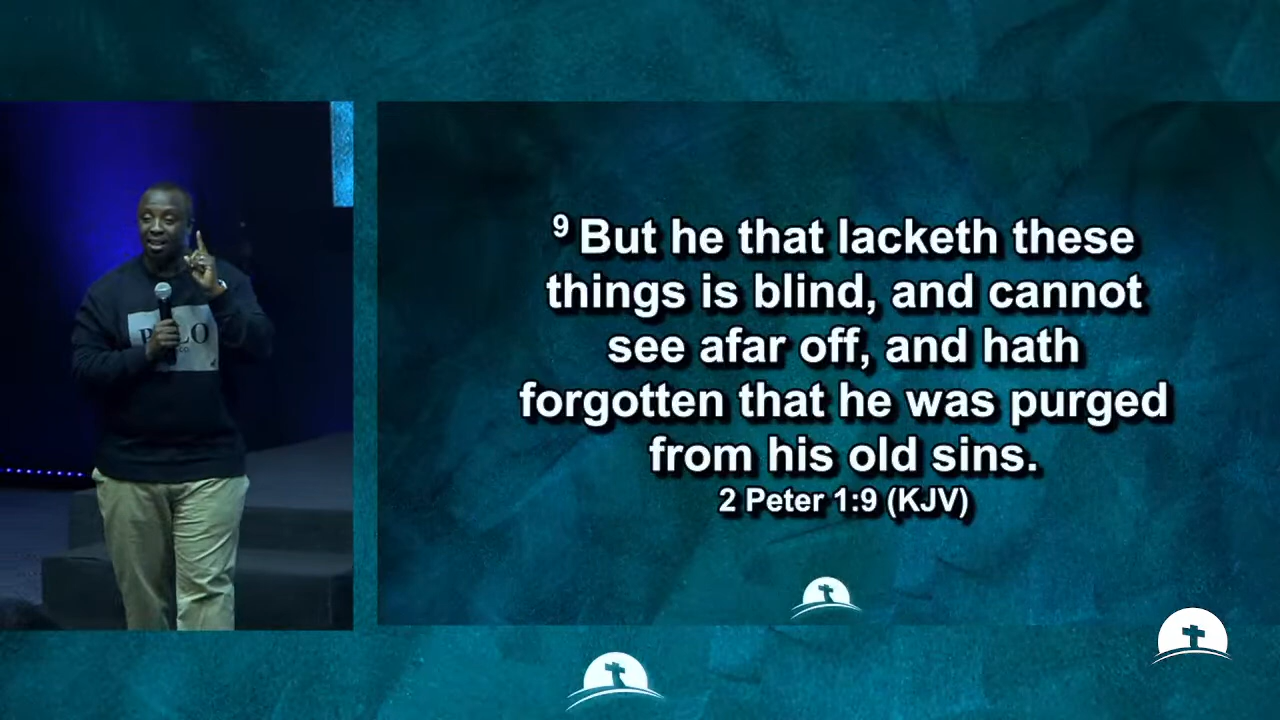 ⁹ But he that lacketh these
things is blind, and cannot
see afar off, and hath
forgotten that he was purged
from his old sins.
2 Peter 1:9 (KJV)